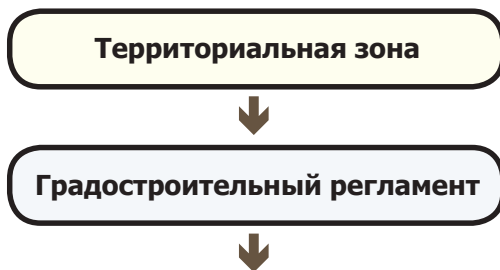 Территориальная зона
Градостроительный регламент